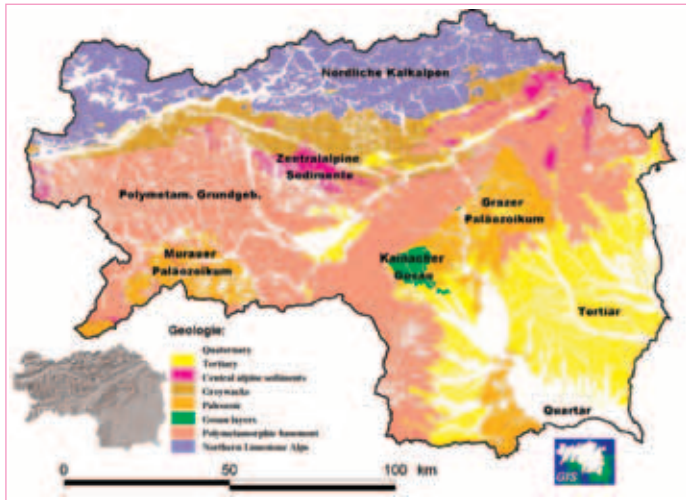 Nördliche Kalkalpen
Zentralalpine
Sedimente
Polymetam. Grundgeb.
Grazer
Paläozoikum
Murauer
Paläozoikum
Kainacher
Gosau
Tertiär
Quartär
Geologie:
Quaternary
Tertiary
Central alpine sediments
Greywacke
Paleozoic
Gosau layers
Polymetamorphic basement
Northern Limestone Alps
0 50 100 km
GIS